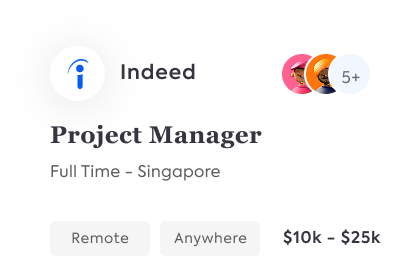 Indeed
5+
Project Manager
Full Time - Singapore
Remote
Anywhere
$10k - $25k